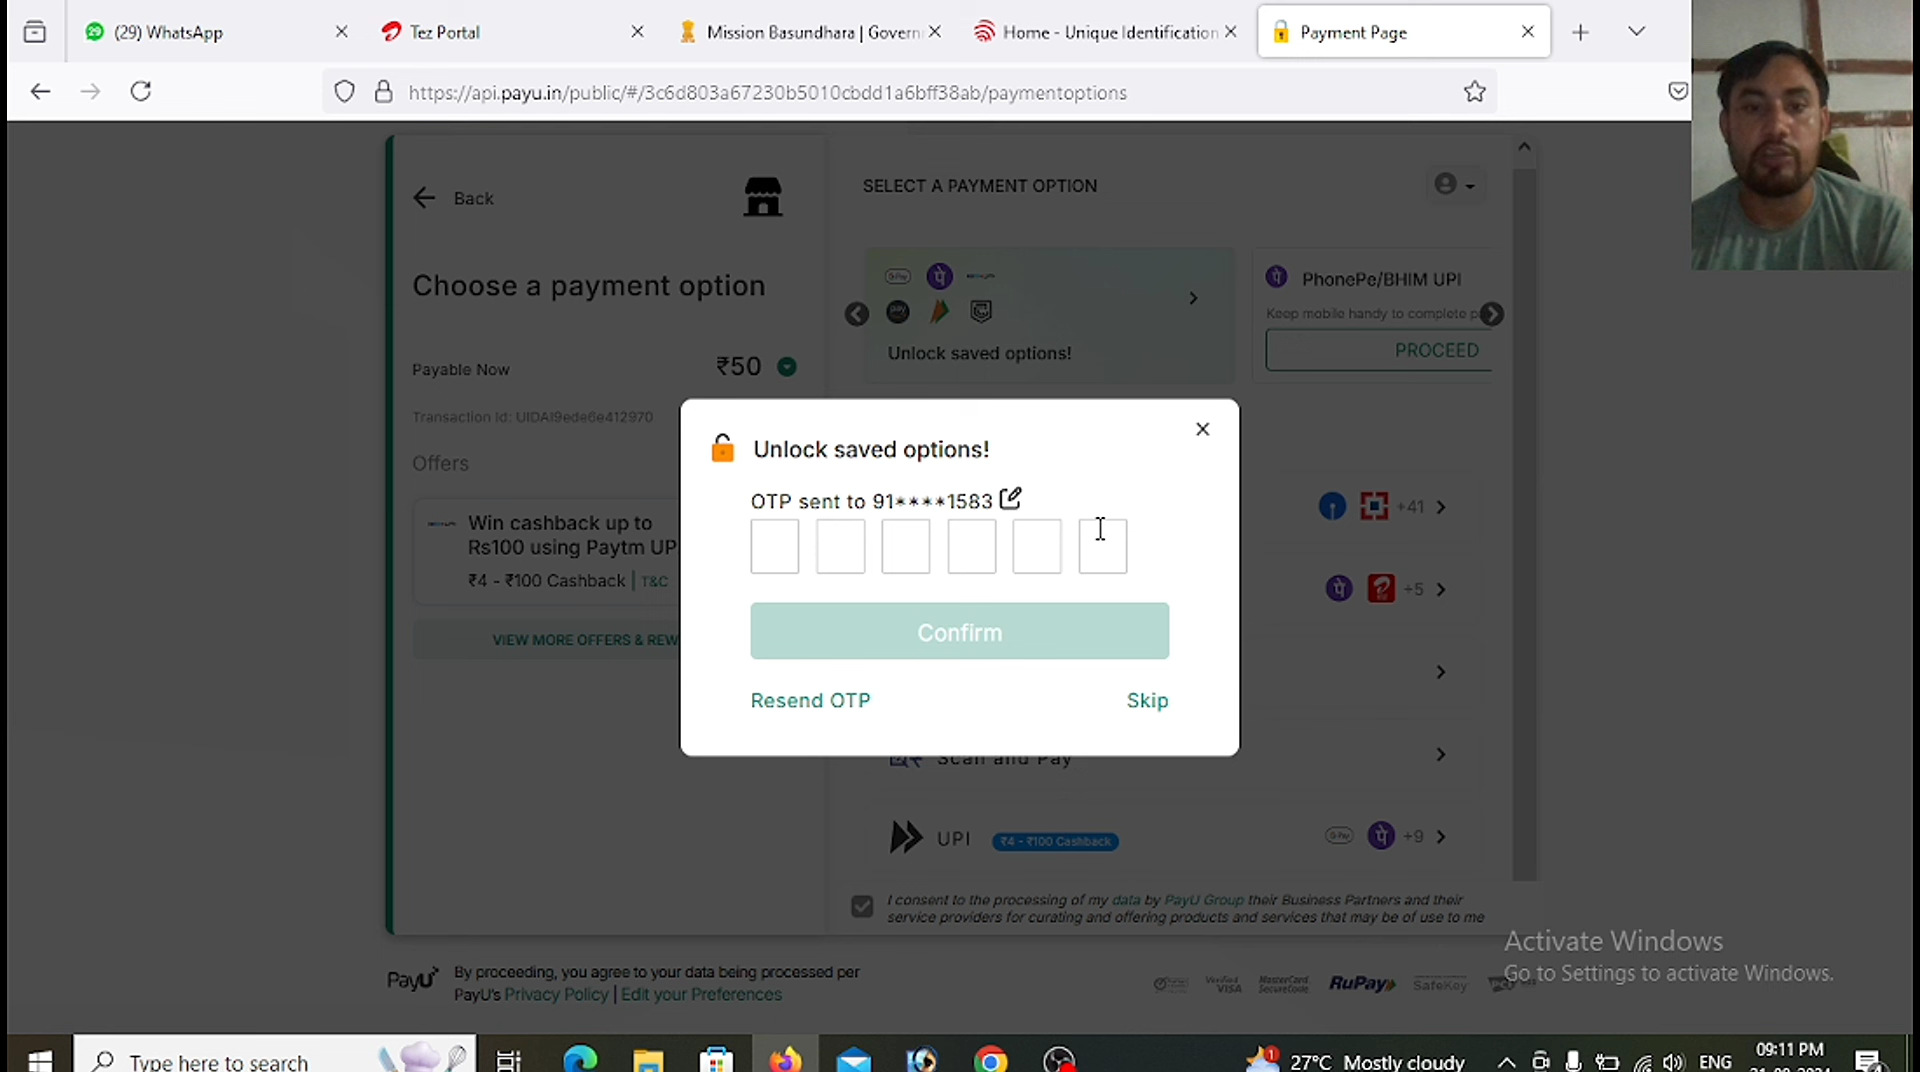 (29) WhatsApp
Tez Portal
Mission Basundhara | Govern
Home - Unique Identification
Payment Page
https://api.payu.in/public/#/3c6d803a67230b5010cbdd1a6bff38ab/paymentoptions
Back
SELECT A PAYMENT OPTION
Choose a payment option
PhonePe/BHIM UPI
Keep mobile handy to complete p
Unlock saved options!
PROCEED
Payable Now
₹50
Transaction Id: UIDAI9ede6e412970
Unlock saved options!
OTP sent to 91****1583
Confirm
Resend OTP
Skip
Offers
Win cashback up to
Rs100 using Paytm UP
₹4 - ₹100 Cashback | T&C
VIEW MORE OFFERS & REW
+41
+5
Scan and Pay
UPI
₹4 - ₹100 Cashback
G Pay
+9
I consent to the processing of my data by PayU Group their Business Partners and their
service providers for curating and offering products and services that may be of use to me
Activate Windows
Go to Settings to activate Windows.
PayU
By proceeding, you agree to your data being processed per
PayU's Privacy Policy | Edit your Preferences
Verified VISA
MasterCard SecureCode
RuPay
SafeKey
Type here to search
27°C Mostly cloudy
ENG
09:11 PM